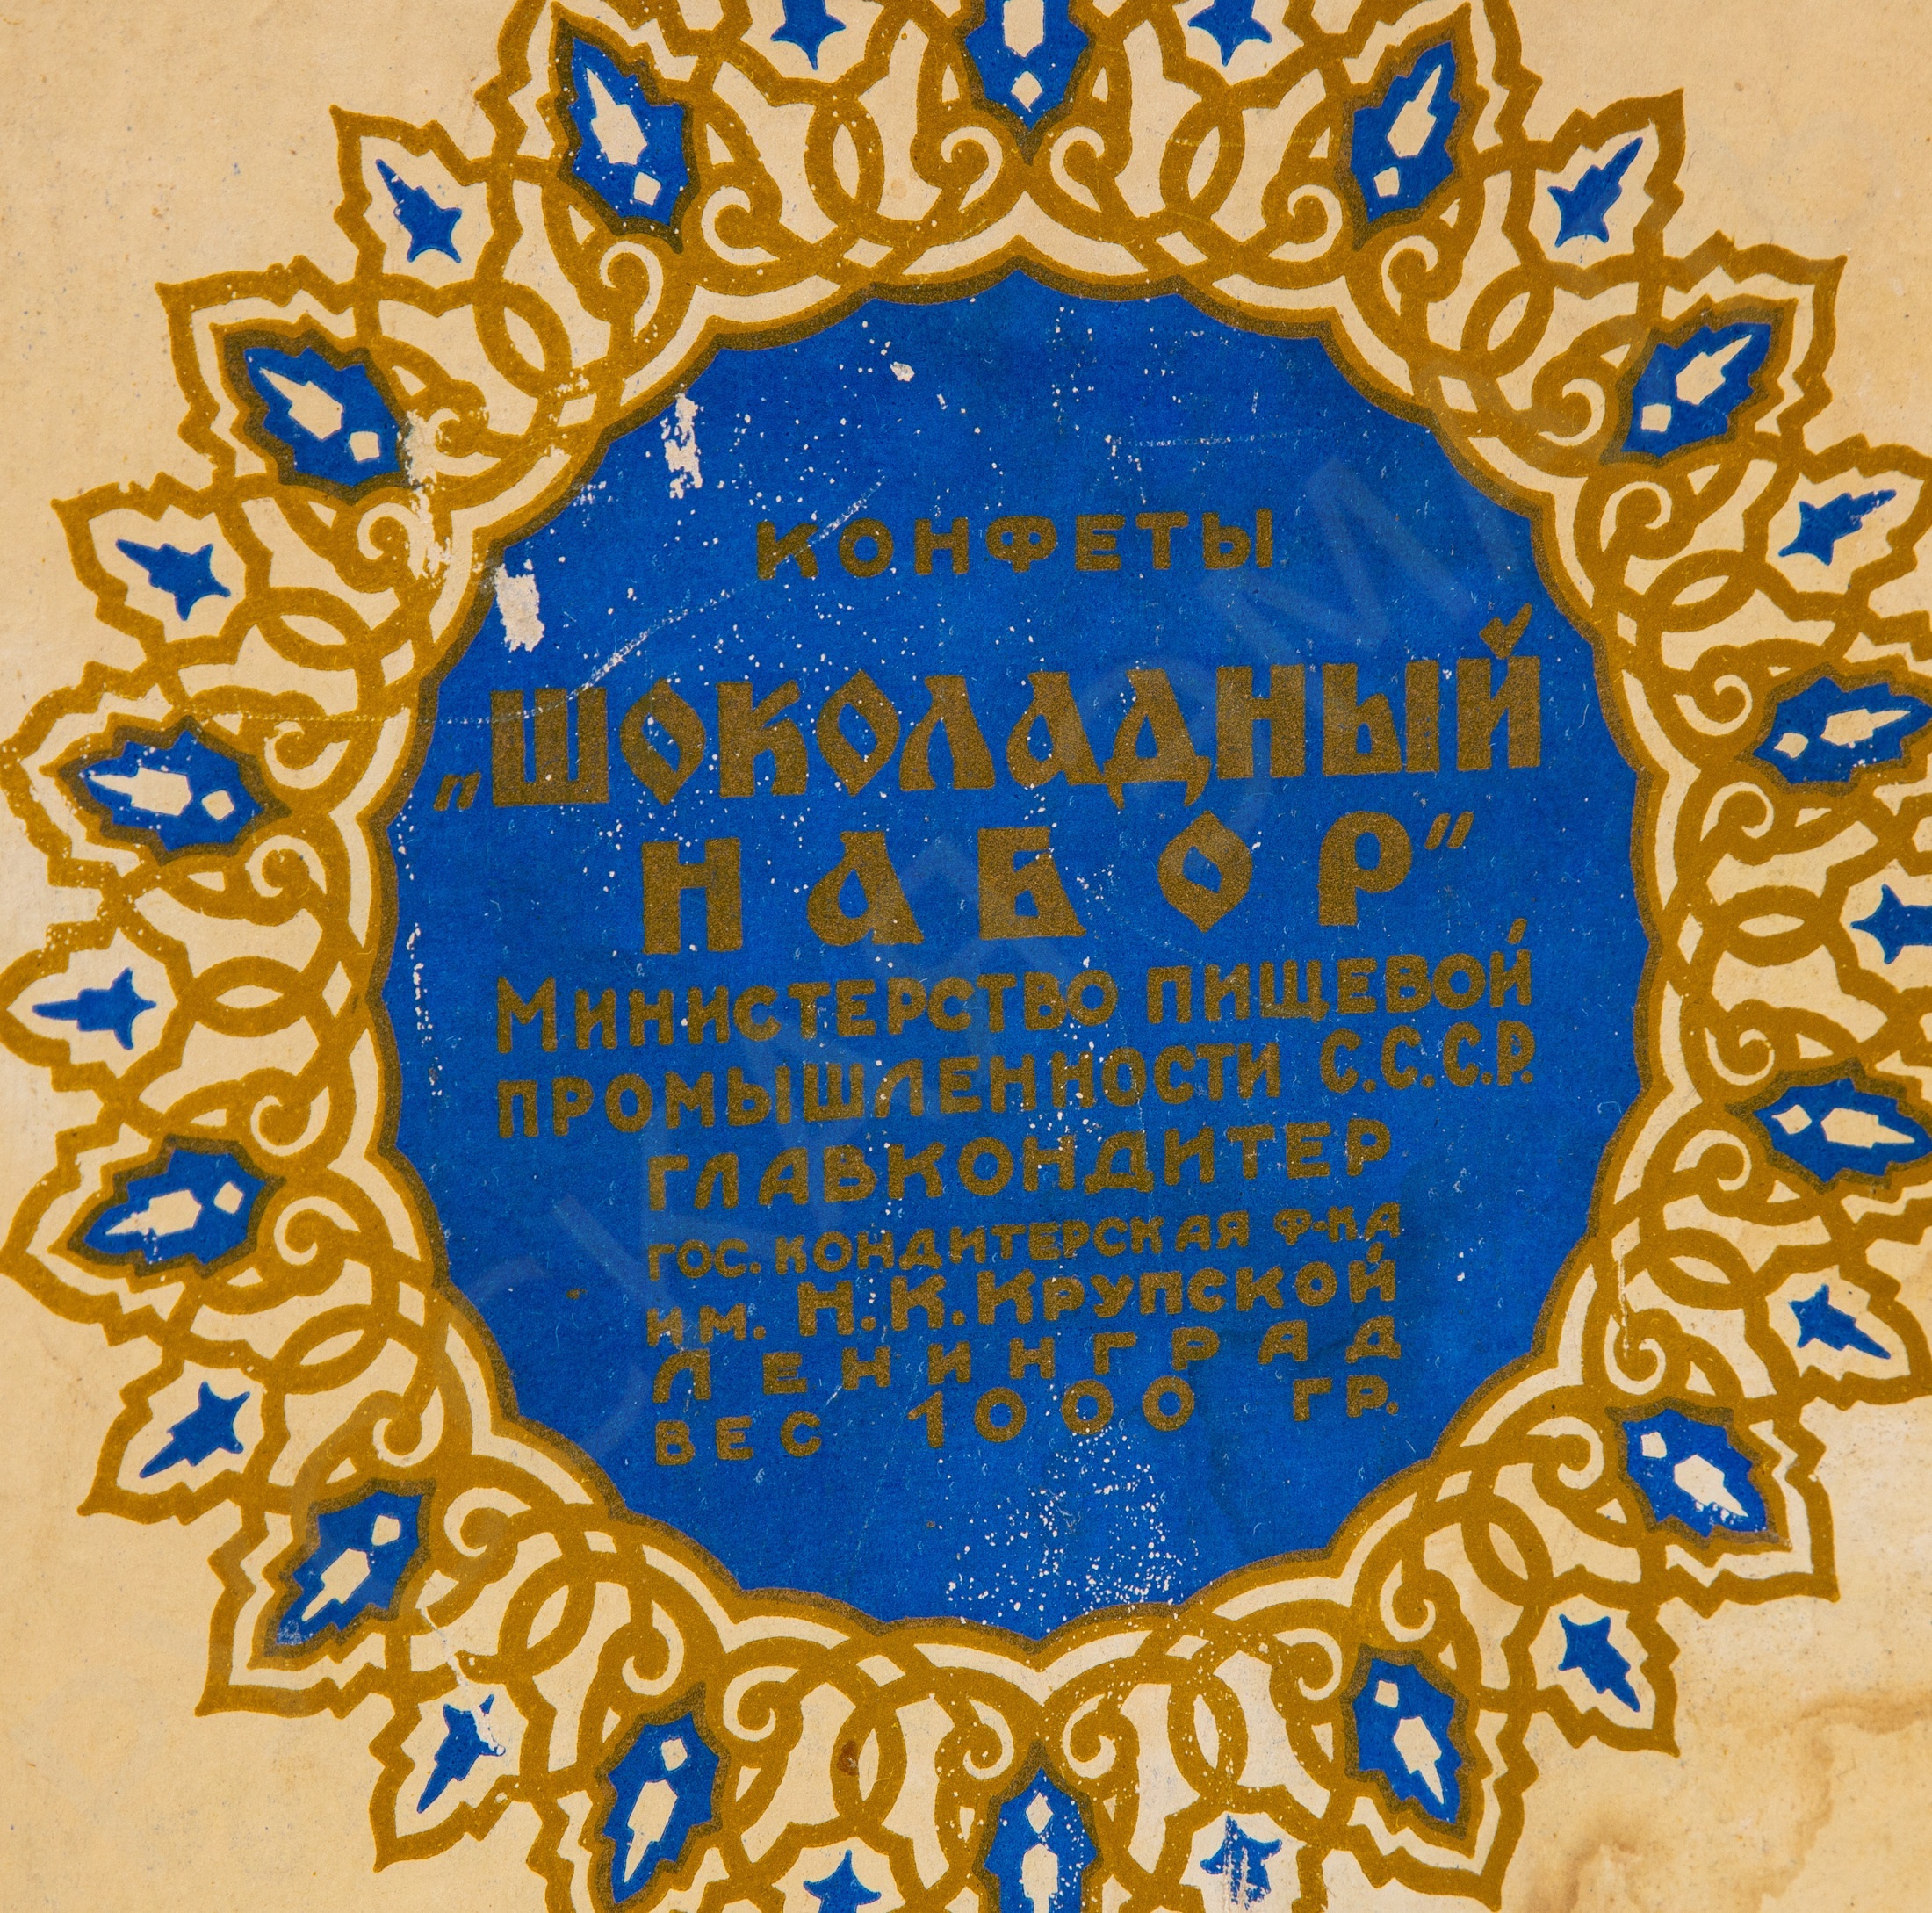 КОНФЕТЫ
„ШОКОЛАДНЫЙ
НАБОР"
МИНИСТЕРСТВО ПИЩЕВОЙ
ПРОМЫШЛЕННОСТИ С.С.С.Р.
ГЛАВКОНДИТЕР
ГОС. КОНДИТЕРСКАЯ Ф-КА
ИМ. Н.К.КРУПСКОЙ
ЛЕНИНГРАД
ВЕС 1000 ГР.